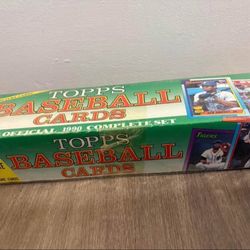 TOPPS
BASEBALL
CARDS
OFFICIAL 1990 COMPLETE SET
TOPPS
BASEBALL
CARDS
Tigers